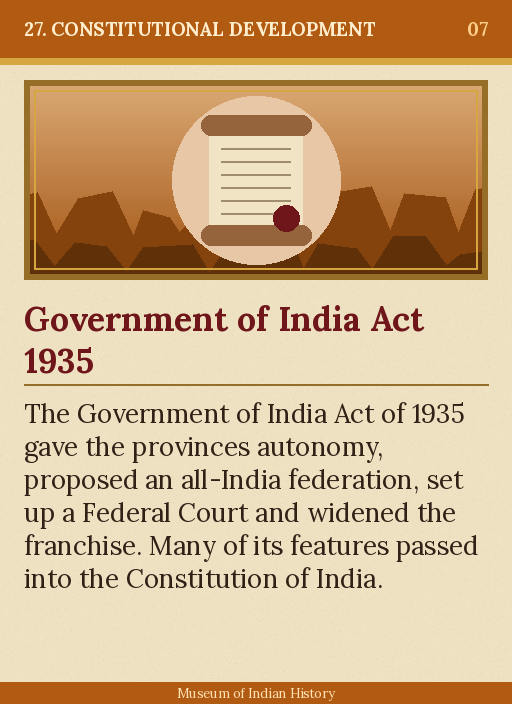 27. CONSTITUTIONAL DEVELOPMENT 07
Government of India Act
1935
The Government of India Act of 1935
gave the provinces autonomy,
proposed an all-India federation, set
up a Federal Court and widened the
franchise. Many of its features passed
into the Constitution of India.
Museum of Indian History